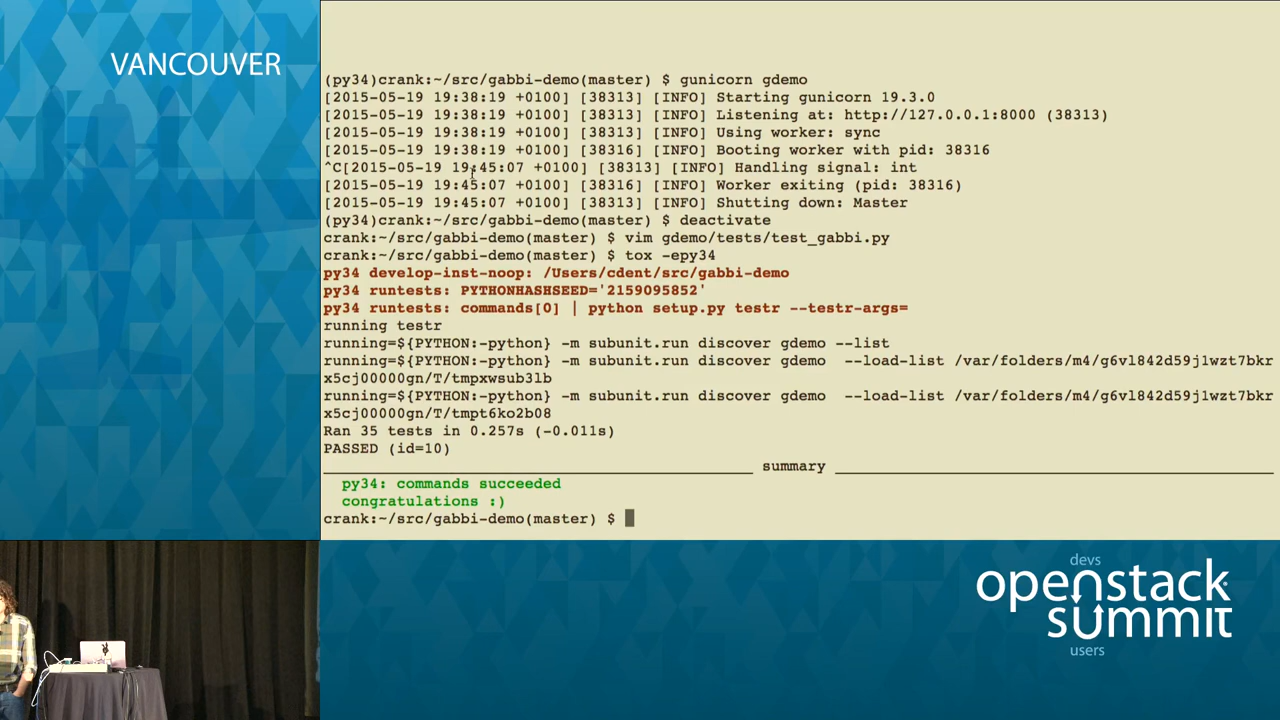 VANCOUVER
(py34)crank:~/src/gabbi-demo(master) $ gunicorn gdemo
[2015-05-19 19:38:19 +0100] [38313] [INFO] Starting gunicorn 19.3.0
[2015-05-19 19:38:19 +0100] [38313] [INFO] Listening at: http://127.0.0.1:8000 (38313)
[2015-05-19 19:38:19 +0100] [38313] [INFO] Using worker: sync
[2015-05-19 19:38:19 +0100] [38316] [INFO] Booting worker with pid: 38316
^C[2015-05-19 19:45:07 +0100] [38313] [INFO] Handling signal: int
[2015-05-19 19:45:07 +0100] [38316] [INFO] Worker exiting (pid: 38316)
[2015-05-19 19:45:07 +0100] [38313] [INFO] Shutting down: Master
(py34)crank:~/src/gabbi-demo(master) $ deactivate
crank:~/src/gabbi-demo(master) $ vim gdemo/tests/test_gabbi.py
crank:~/src/gabbi-demo(master) $ tox -epy34
py34 develop-inst-noop: /Users/cdent/src/gabbi-demo
py34 runtests: PYTHONHASHSEED='2159095852'
py34 runtests: commands[0] | python setup.py testr --testr-args=
running testr
running=${PYTHON:-python} -m subunit.run discover gdemo --list
running=${PYTHON:-python} -m subunit.run discover gdemo  --load-list /var/folders/m4/g6vl842d59j1wzt7bkr
x5cj00000gn/T/tmpxwsub3lb
running=${PYTHON:-python} -m subunit.run discover gdemo  --load-list /var/folders/m4/g6vl842d59j1wzt7bkr
x5cj00000gn/T/tmpt6ko2b08
Ran 35 tests in 0.257s (-0.011s)
PASSED (id=10)
summary
py34: commands succeeded
congratulations :)
crank:~/src/gabbi-demo(master) $
devs
openstack
summit
users